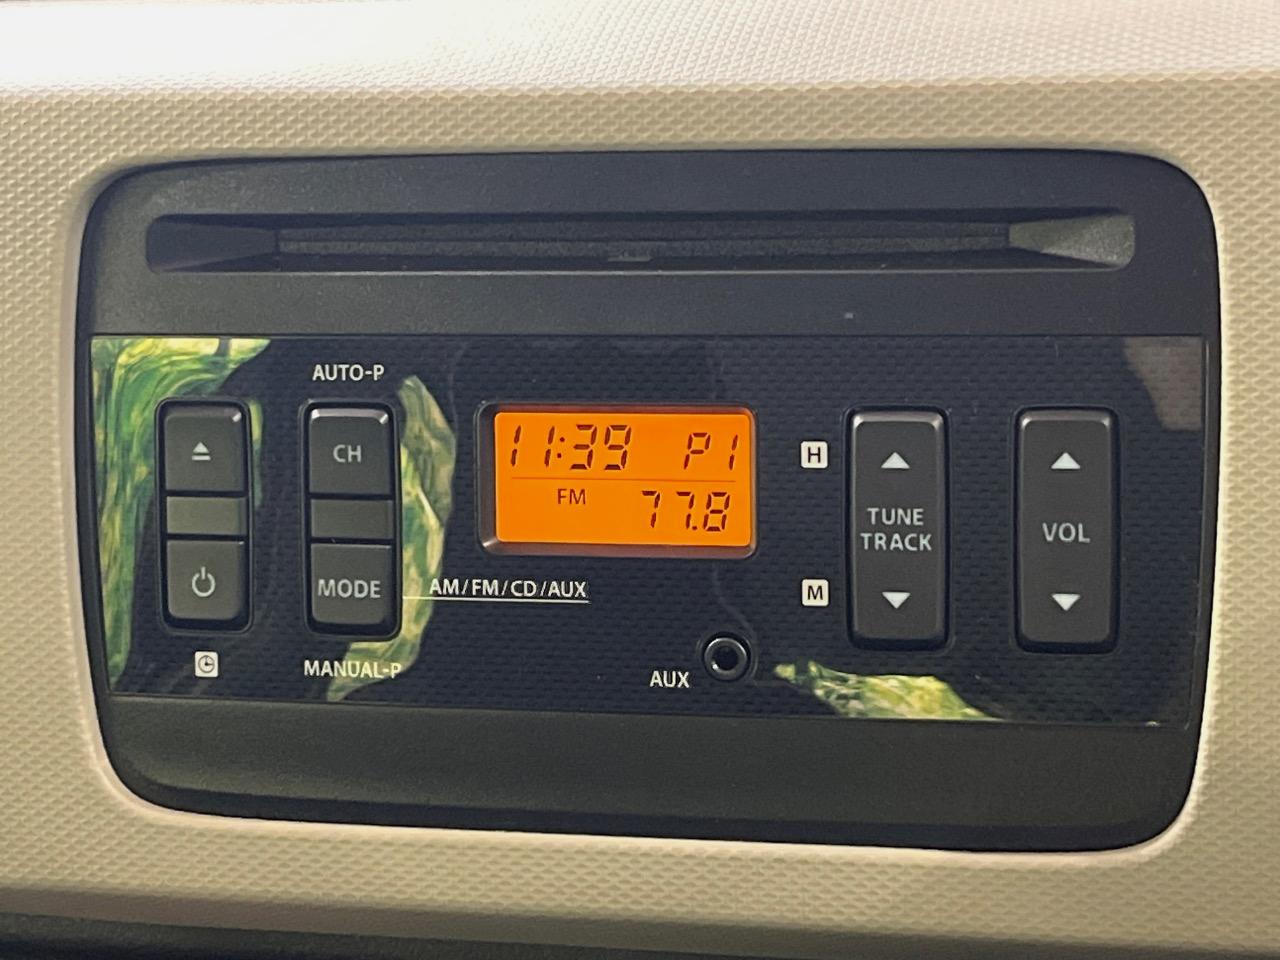 AUTO-P
CH
MODE
AM/FM/CD/AUX
MANUAL-P
11:39 P1
FM 77.8
AUX
H
M
TUNE
TRACK
VOL